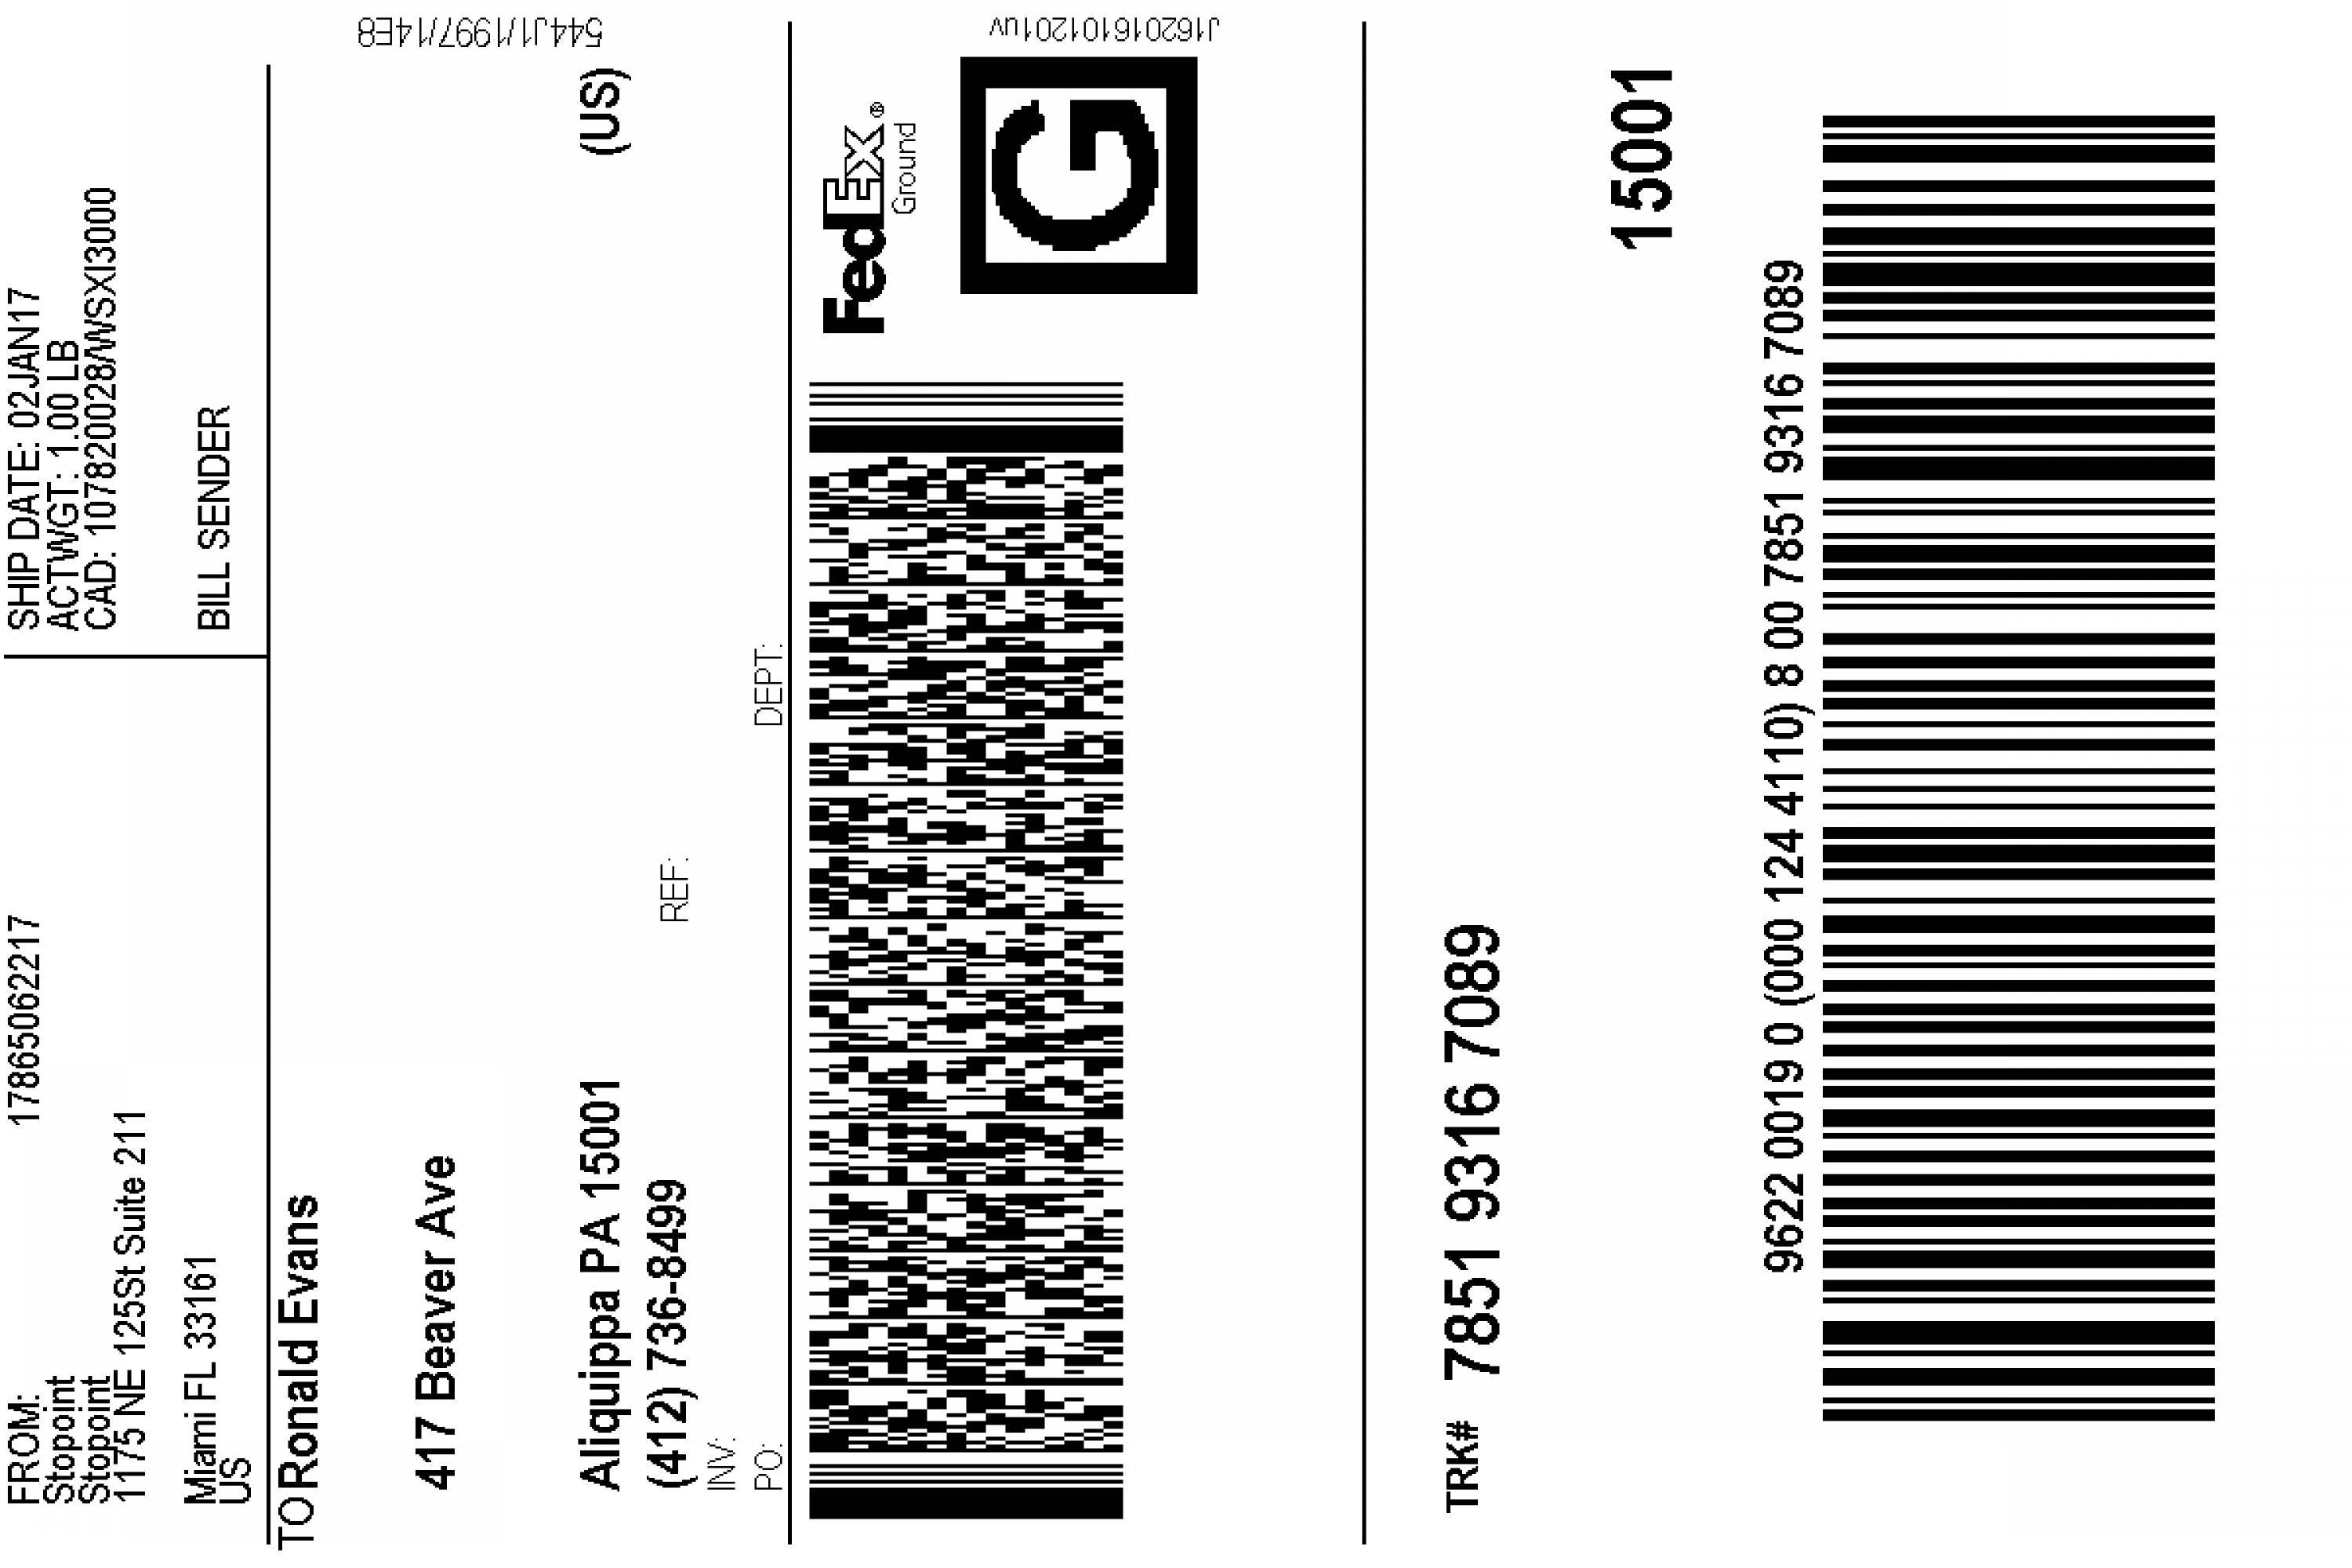 FROM: 17865062217
Stopoint
Stopoint
1175 NE 125St Suite 211
Miami FL 33161
US
SHIP DATE: 02JAN17
ACTWGT: 1.00 LB
CAD: 107820028/WSXI3000
BILL SENDER
TO Ronald Evans
417 Beaver Ave
Aliquippa PA 15001 (US)
(412) 736-8499
REF:
INV:
PO: DEPT:
544J1/1997/14E8
FedEx®
Ground
G
J162016101201uv
TRK# 7851 9316 7089
15001
9622 0019 0 (000 124 4110) 8 00 7851 9316 7089